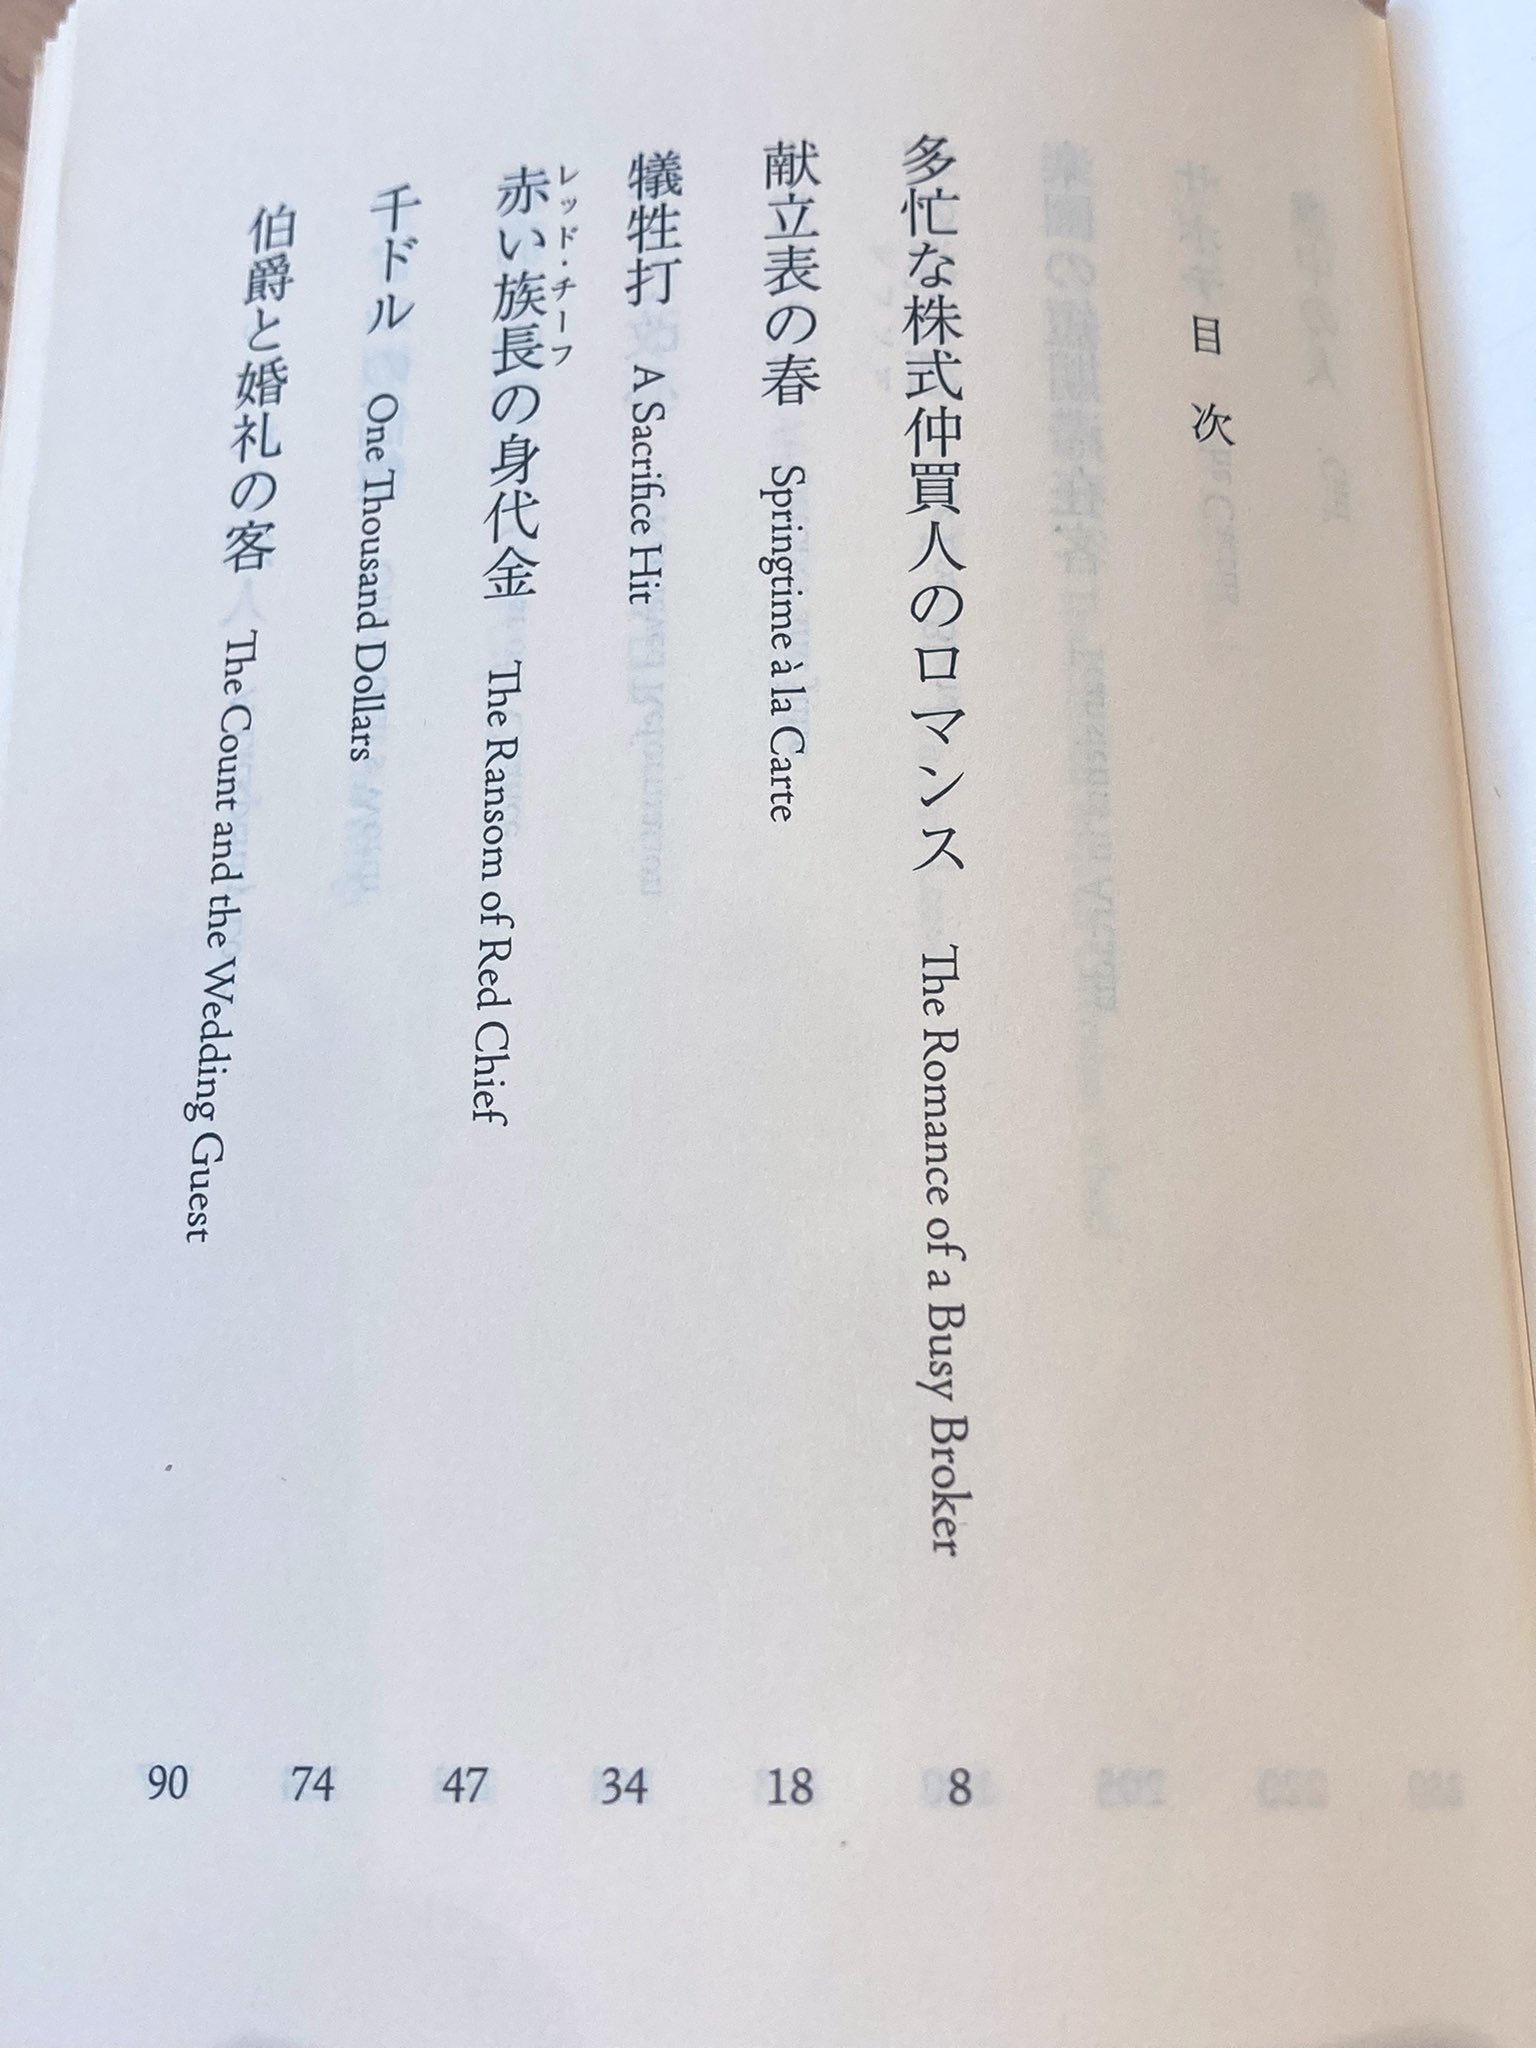 目次
多忙な株式仲買人のロマンス The Romance of a Busy Broker 8
献立表の春 Springtime à la Carte 18
犠牲打 A Sacrifice Hit 34
レッド・チーフ
赤い族長の身代金 The Ransom of Red Chief 47
千ドル One Thousand Dollars 74
伯爵と婚礼の客 The Count and the Wedding Guest 90